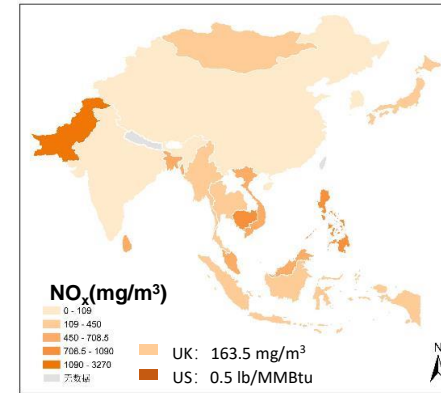 NOx(mg/m³)
0 - 109
109 - 450
450 - 708.5
708.5 - 1090
1090 - 3270
无数据
UK： 163.5 mg/m³
US： 0.5 lb/MMBtu
N